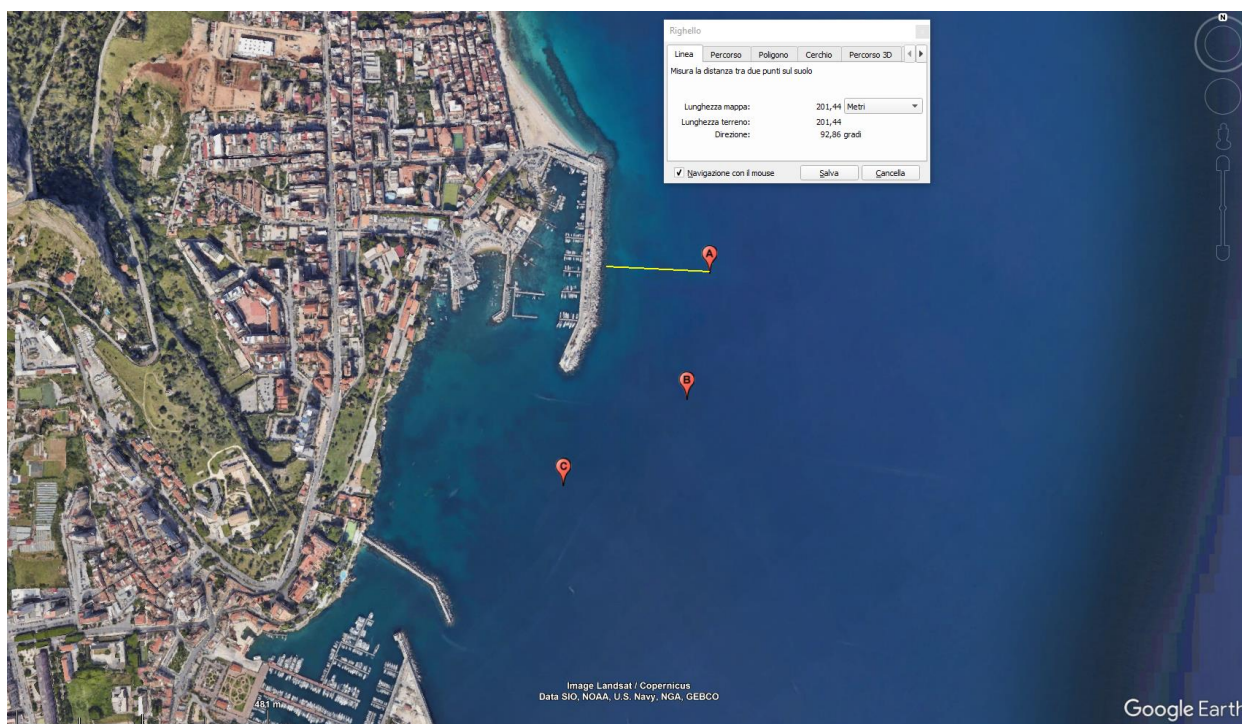 Righello
Linea Percorso Poligono Cerchio Percorso 3D
Misura la distanza tra due punti sul suolo
Lunghezza mappa: 201,44 Metri
Lunghezza terreno: 201,44
Direzione: 92,86 gradi
Navigazione con il mouse Salva Cancella
N
A
B
C
Image Landsat / Copernicus
Data SIO, NOAA, U.S. Navy, NGA, GEBCO
481 m
Google Earth